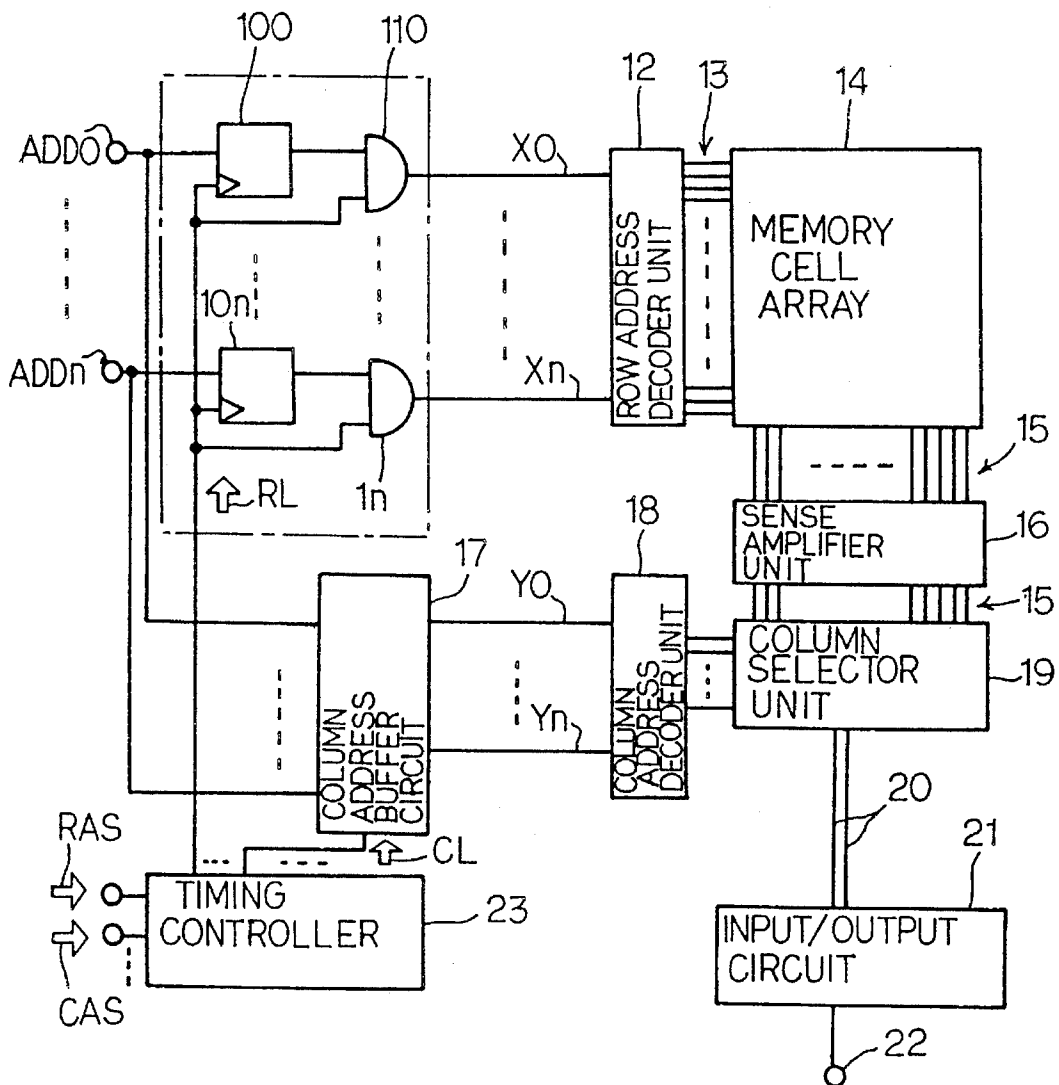 100
110
ADD0
X0
12
13
14
ROW ADDRESS
DECODER UNIT
MEMORY
CELL
ARRAY
10n
ADDn
Xn
1n
RL
15
SENSE
AMPLIFIER
UNIT
16
17
18
15
Y0
COLUMN
SELECTOR
UNIT
19
COLUMN
ADDRESS
BUFFER
CIRCUIT
Yn
COLUMN
ADDRESS
DECODER UNIT
20
RAS
CL
21
TIMING
CONTROLLER
23
INPUT/OUTPUT
CIRCUIT
CAS
22